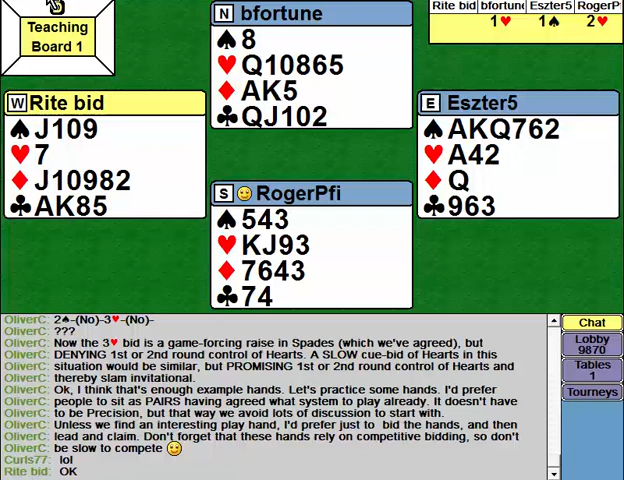 Teaching
Board 1
N bfortune
♠8
♥Q10865
♦AK5
♣QJ102
Rite bid bfortune Eszter5 RogerPfi
1♥ 1♠ 2♥
W Rite bid
♠J109
♥7
♦J10982
♣AK85
E Eszter5
♠AKQ762
♥A42
♦Q
♣963
S RogerPfi
♠543
♥KJ93
♦7643
♣74
OliverC: 2♠-(No)-3♥-(No)-
OliverC: ???
OliverC: Now the 3♥ bid is a game-forcing raise in Spades (which we've agreed), but
DENYING 1st or 2nd round control of Hearts. A SLOW cue-bid of Hearts in this
situation would be similar, but PROMISING 1st or 2nd round control of Hearts and
thereby slam invitational.
OliverC: Ok, I think that's enough example hands. Let's practice some hands. I'd prefer
people to sit as PAIRS having agreed what system to play already. It doesn't have
to be Precision, but that way we avoid lots of discussion to start with.
OliverC: Unless we find an interesting play hand, I'd prefer just to bid the hands, and then
lead and claim. Don't forget that these hands rely on competitive bidding, so don't
be slow to compete
Curls77: lol
Rite bid: OK
Chat
Lobby
9870
Tables
1
Tourneys